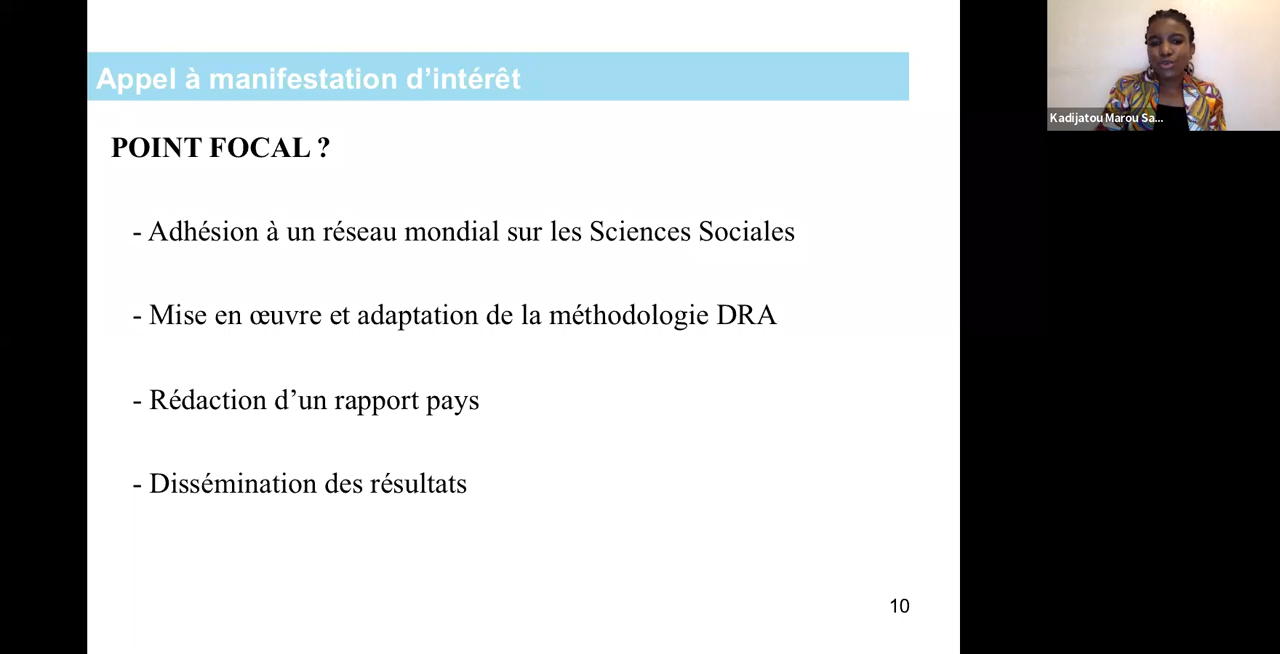 Appel à manifestation d’intérêt
POINT FOCAL ?
- Adhésion à un réseau mondial sur les Sciences Sociales
- Mise en œuvre et adaptation de la méthodologie DRA
- Rédaction d’un rapport pays
- Dissémination des résultats
10
Kadijatou Marou Sa...